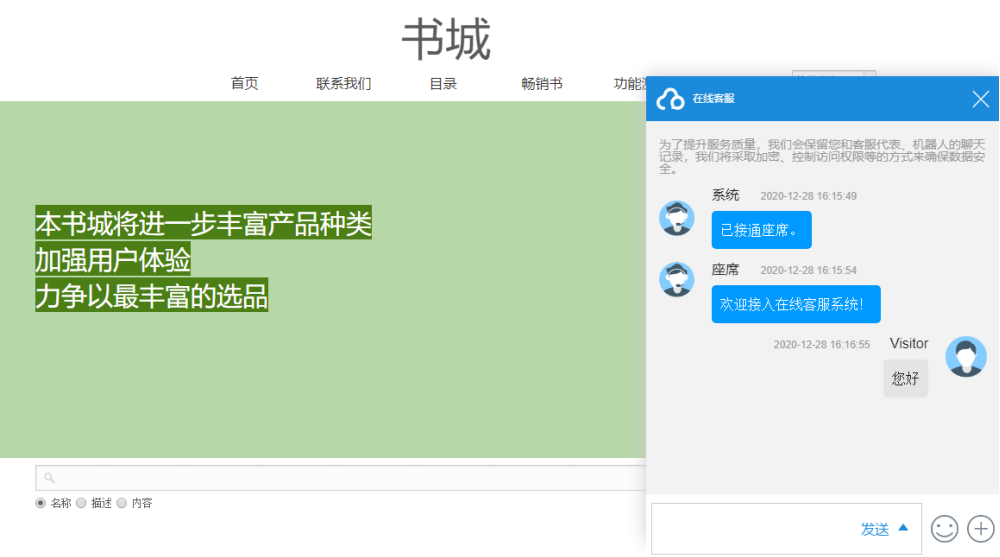 书城
首页 联系我们 目录 畅销书 功能
在线客服
为了提升服务质量，我们会保留您和客服代表、机器人的聊天
记录，我们将采取加密、控制访问权限等的方式来确保数据安
全。
系统 2020-12-28 16:15:49
已接通座席。
座席 2020-12-28 16:15:54
欢迎接入在线客服系统!
2020-12-28 16:16:55 Visitor
您好
本书城将进一步丰富产品种类
加强用户体验
力争以最丰富的选品
名称 描述 内容
发送